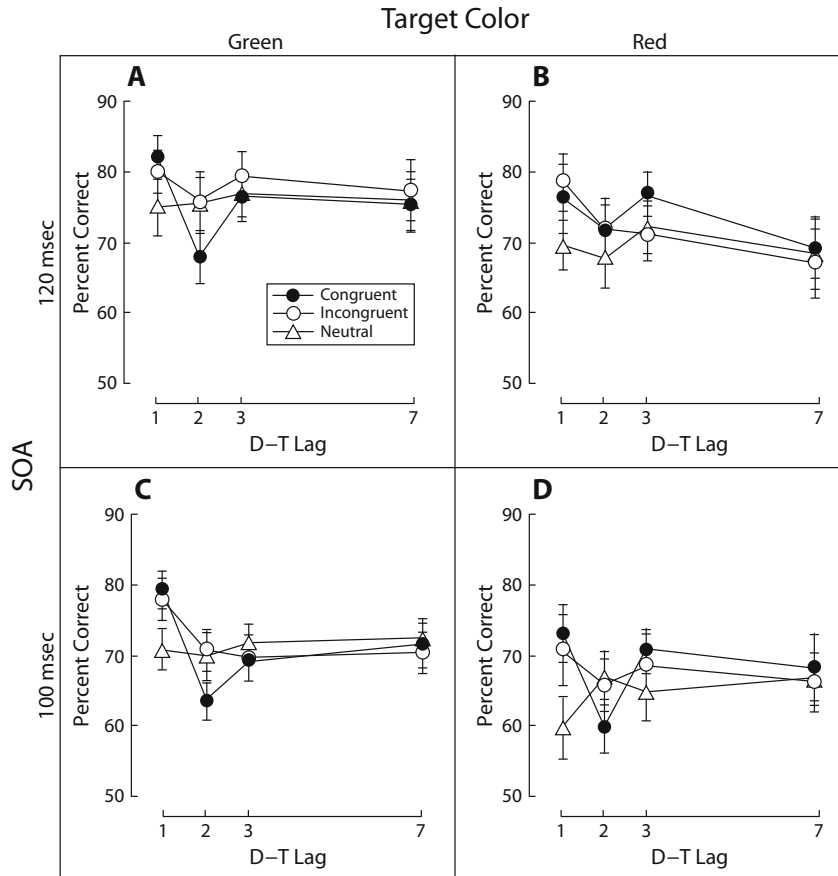 Target Color
Green
Red
SOA
120 msec
A
Percent Correct
90
80
70
60
50
Congruent
Incongruent
Neutral
1 2 3 7
D–T Lag
B
Percent Correct
90
80
70
60
50
1 2 3 7
D–T Lag
100 msec
C
Percent Correct
90
80
70
60
50
1 2 3 7
D–T Lag
D
Percent Correct
90
80
70
60
50
1 2 3 7
D–T Lag